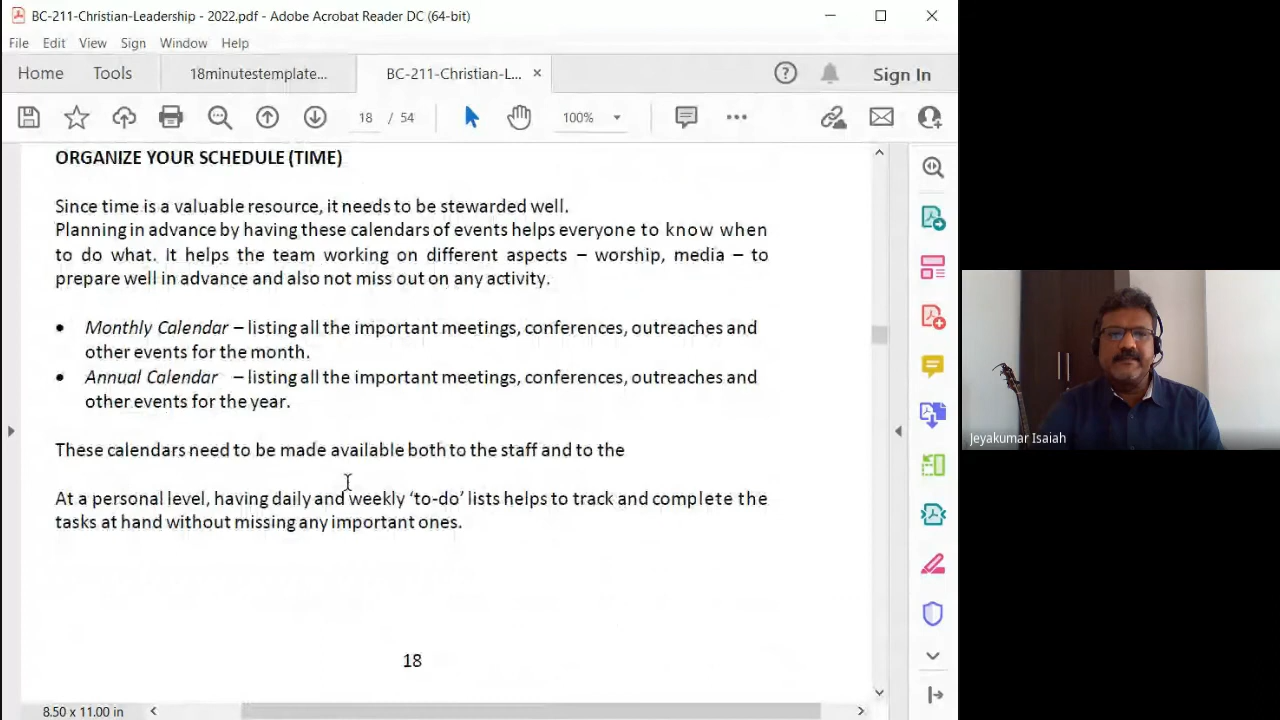 BC-211-Christian-Leadership - 2022.pdf - Adobe Acrobat Reader DC (64-bit)
File Edit View Sign Window Help
Home Tools 18minutestemplate... BC-211-Christian-L... Sign In
18 / 54 100%
ORGANIZE YOUR SCHEDULE (TIME)
Since time is a valuable resource, it needs to be stewarded well.
Planning in advance by having these calendars of events helps everyone to know when
to do what. It helps the team working on different aspects – worship, media – to
prepare well in advance and also not miss out on any activity.
• Monthly Calendar – listing all the important meetings, conferences, outreaches and
other events for the month.
• Annual Calendar – listing all the important meetings, conferences, outreaches and
other events for the year.
These calendars need to be made available both to the staff and to the
At a personal level, having daily and weekly ‘to-do’ lists helps to track and complete the
tasks at hand without missing any important ones.
18
8.50 x 11.00 in
Jeyakumar Isaiah